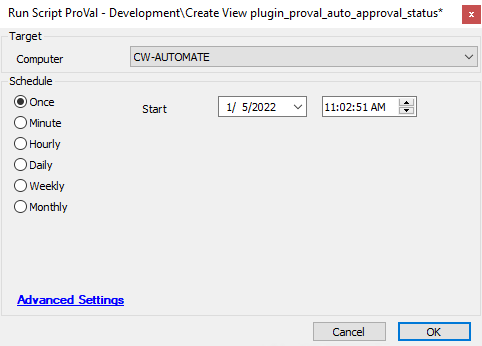 Run Script ProVal - Development\Create View plugin_proval_auto_approval_status*
x
Target
Computer CW-AUTOMATE
Schedule
Once Start 1/ 5/2022 11:02:51 AM
Minute
Hourly
Daily
Weekly
Monthly
Advanced Settings
Cancel OK